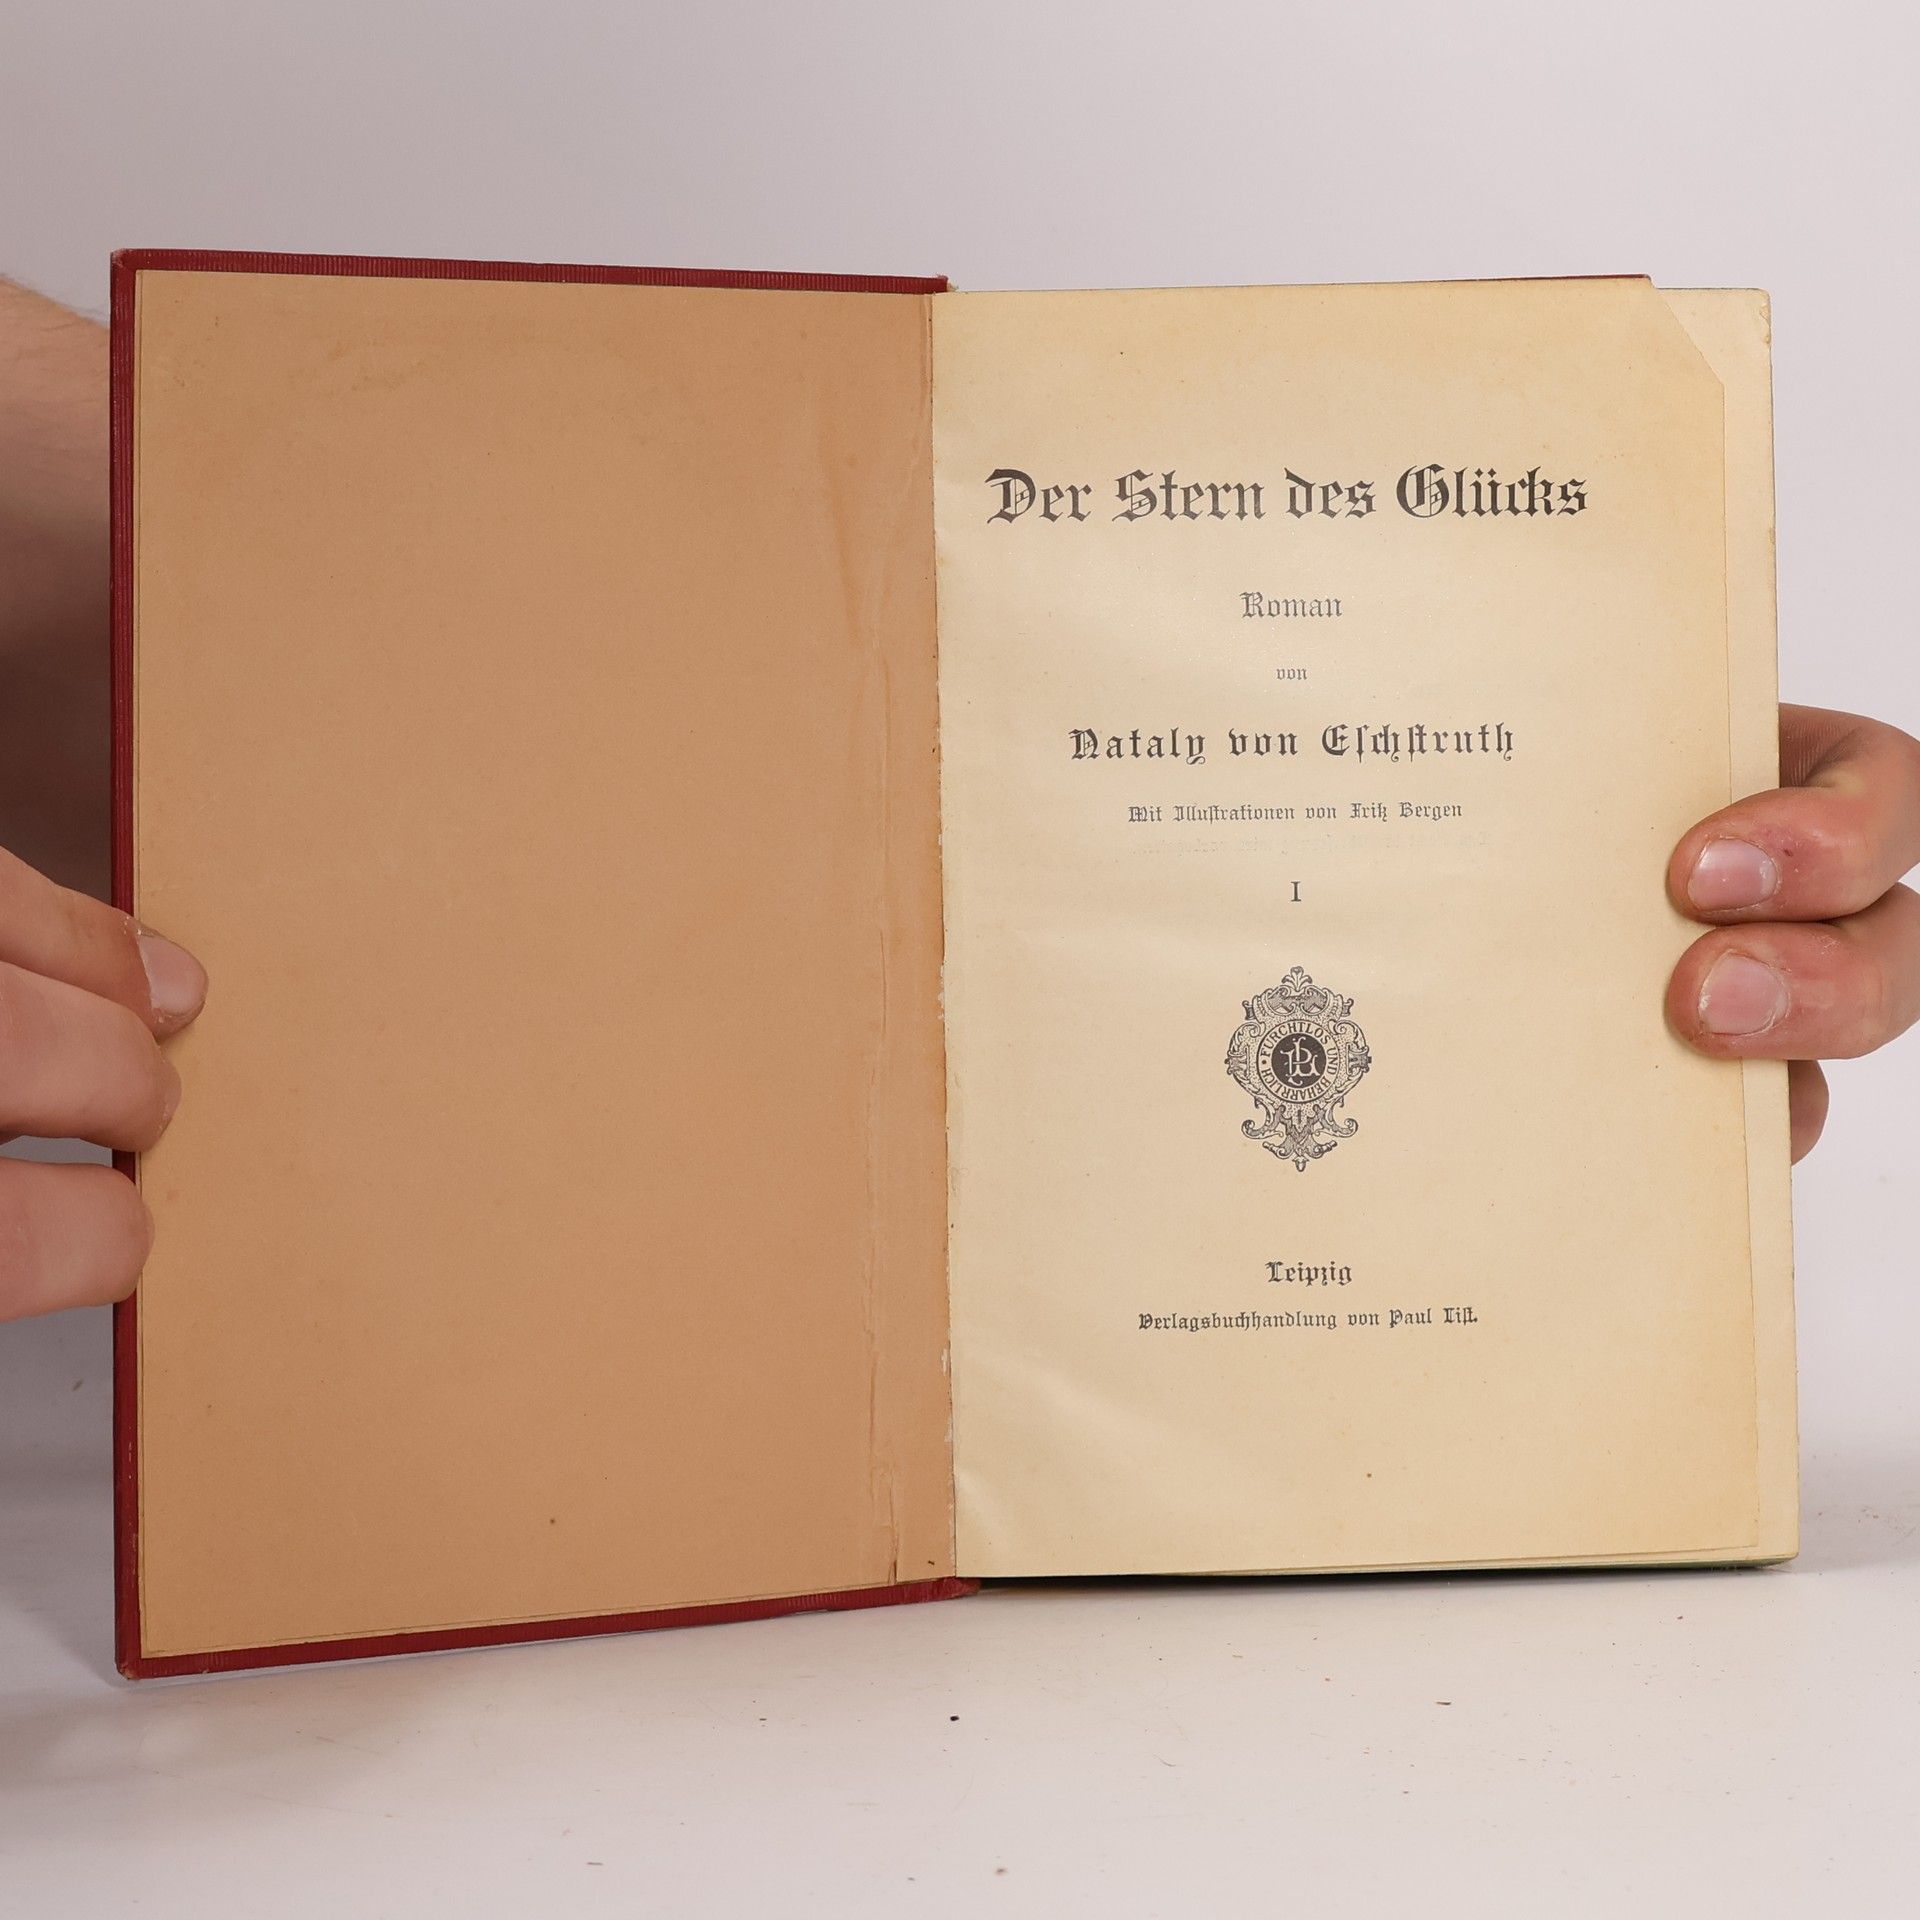 Der Stern des Glücks
Roman
von
Nataly von Eſchſtruth
Mit Illuſtrationen von Fritz Bergen
I
FURCHTLOS UND BEHARRLICH
Leipzig
Verlagsbuchhandlung von Paul Liſt.